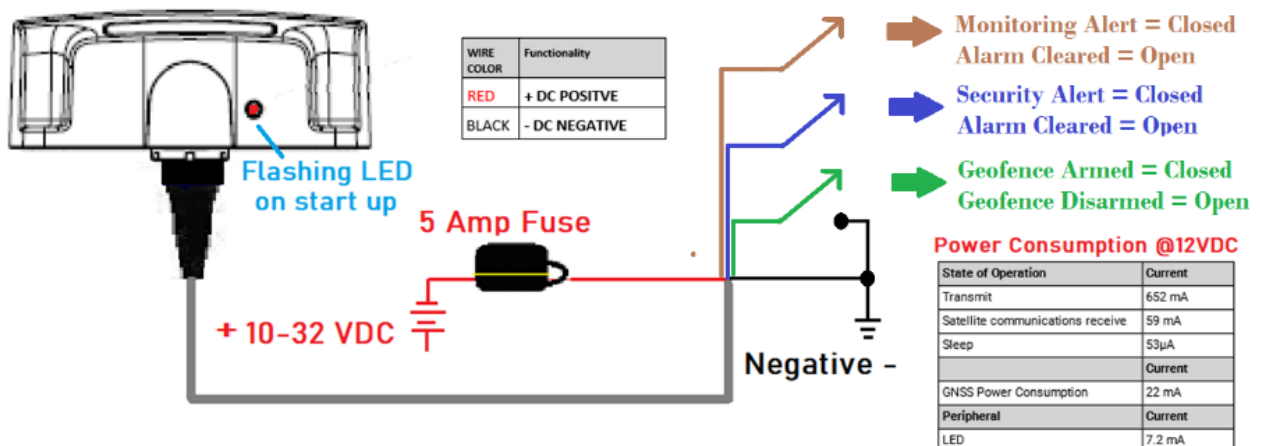 Monitoring Alert = Closed
Alarm Cleared = Open
WIRE COLOR Functionality
RED + DC POSITVE
BLACK - DC NEGATIVE
Security Alert = Closed
Alarm Cleared = Open
Flashing LED
on start up
Geofence Armed = Closed
Geofence Disarmed = Open
5 Amp Fuse
+ 10-32 VDC
Negative -
Power Consumption @12VDC
State of Operation Current
Transmit 652 mA
Satellite communications receive 59 mA
Sleep 53µA
Current
GNSS Power Consumption 22 mA
Peripheral Current
LED 7.2 mA